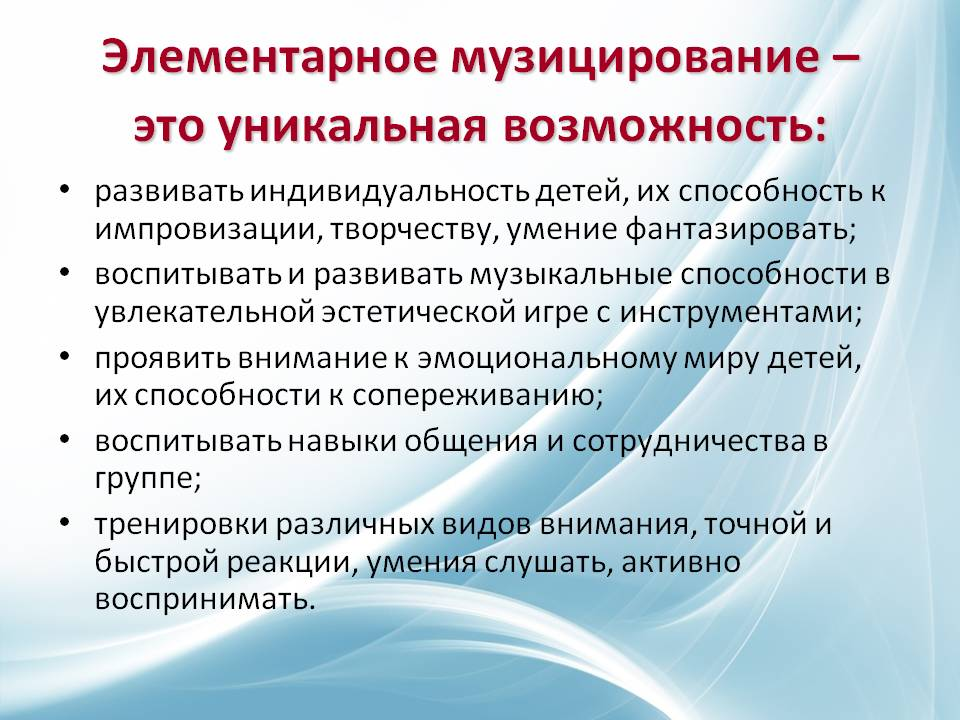 Элементарное музицирование –
это уникальная возможность:
• развивать индивидуальность детей, их способность к
импровизации, творчеству, умение фантазировать;
• воспитывать и развивать музыкальные способности в
увлекательной эстетической игре с инструментами;
• проявить внимание к эмоциональному миру детей,
их способности к сопереживанию;
• воспитывать навыки общения и сотрудничества в
группе;
• тренировки различных видов внимания, точной и
быстрой реакции, умения слушать, активно
воспринимать.